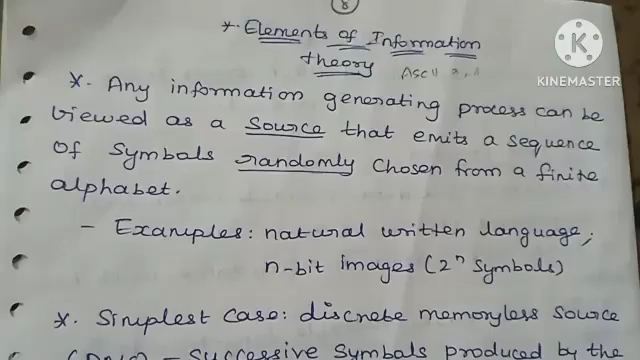 8
*. Elements of Information
theory
K
KINEMASTER
*. Any information generating process can be
viewed as a source that emits a sequence
of symbals randomly chosen from a finite
alphabet.
- Examples: natural written language;
n-bit images (2ⁿ symbols)
*. Simplest case: discrete memoryless source
- successive symbols produced by the